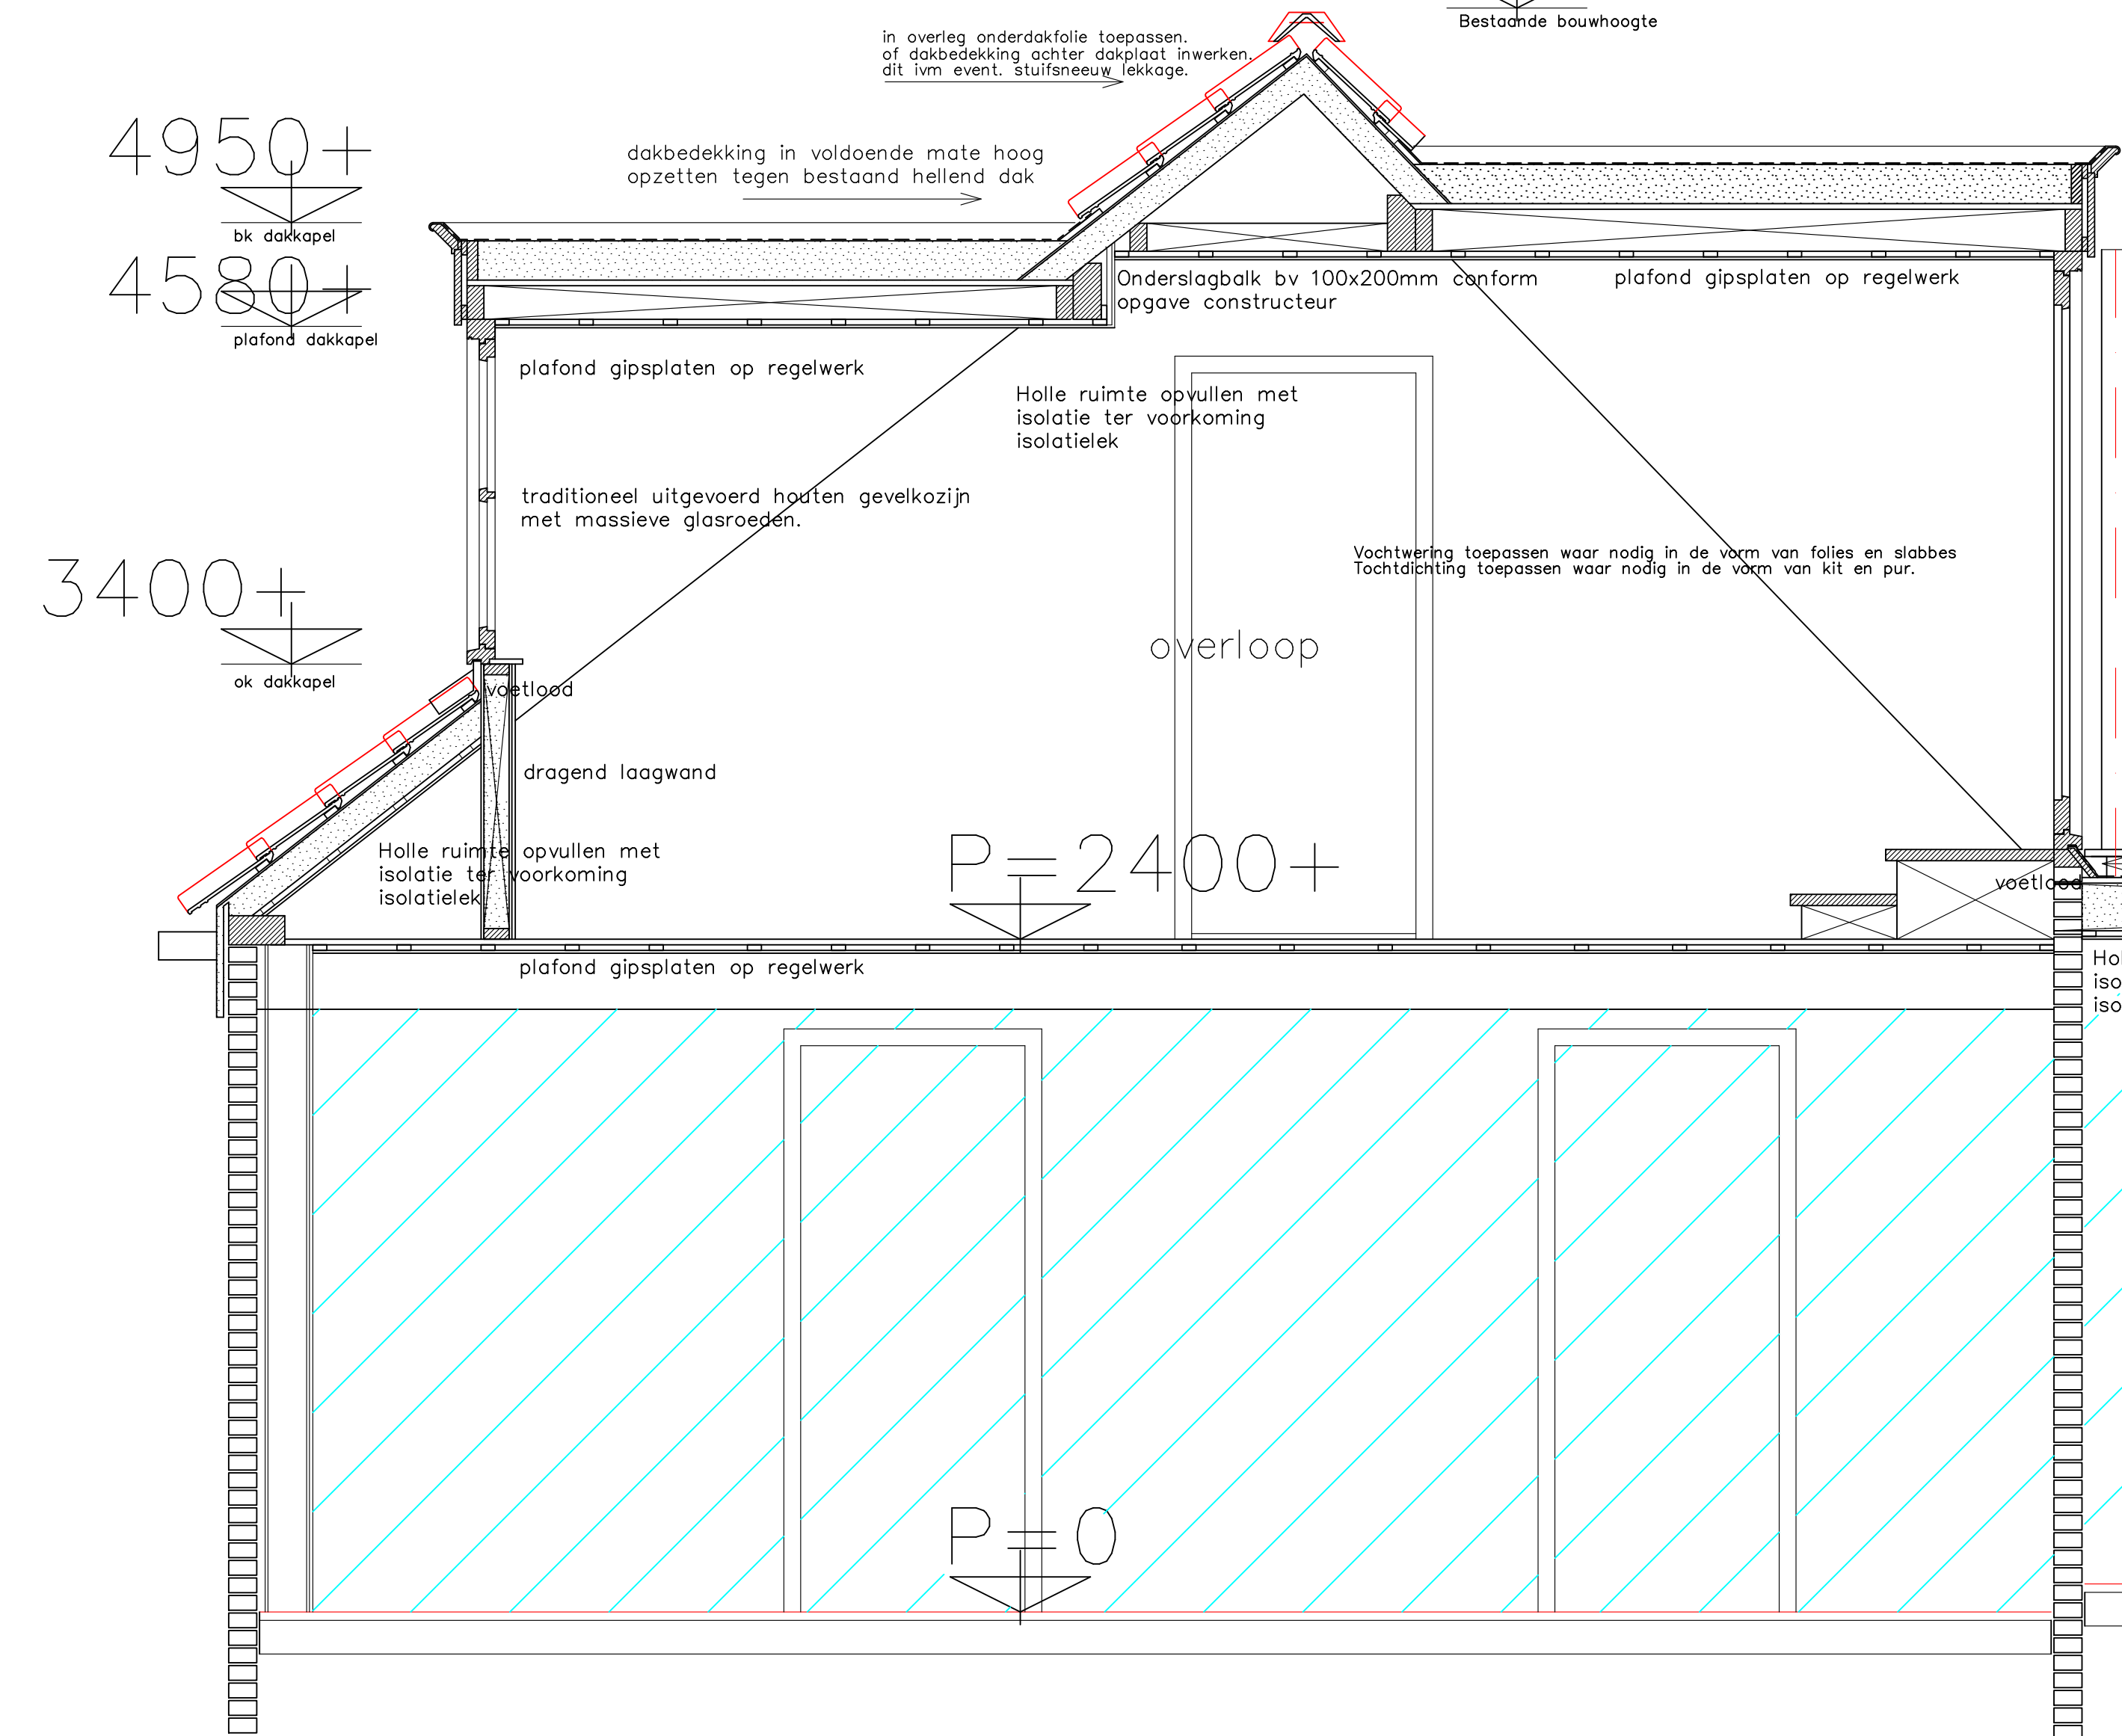 Bestaande bouwhoogte
in overleg onderdakfolie toepassen.
of dakbedekking achter dakplaat inwerken.
dit ivm event. stuifsneeuw lekkage.
4950+
bk dakkapel
dakbedekking in voldoende mate hoog
opzetten tegen bestaand hellend dak
4580+
plafond dakkapel
Onderslagbalk bv 100x200mm conform
opgave constructeur
plafond gipsplaten op regelwerk
plafond gipsplaten op regelwerk
Holle ruimte opvullen met
isolatie ter voorkoming
isolatielek
traditioneel uitgevoerd houten gevelkozijn
met massieve glasroeden.
Vochtwering toepassen waar nodig in de vorm van folies en slabbes
Tochtdichting toepassen waar nodig in de vorm van kit en pur.
3400+
ok dakkapel
overloop
voetlood
dragend laagwand
Holle ruimte opvullen met
isolatie ter voorkoming
isolatielek
P=2400+
voetlood
plafond gipsplaten op regelwerk
Hol
iso
iso
P=0